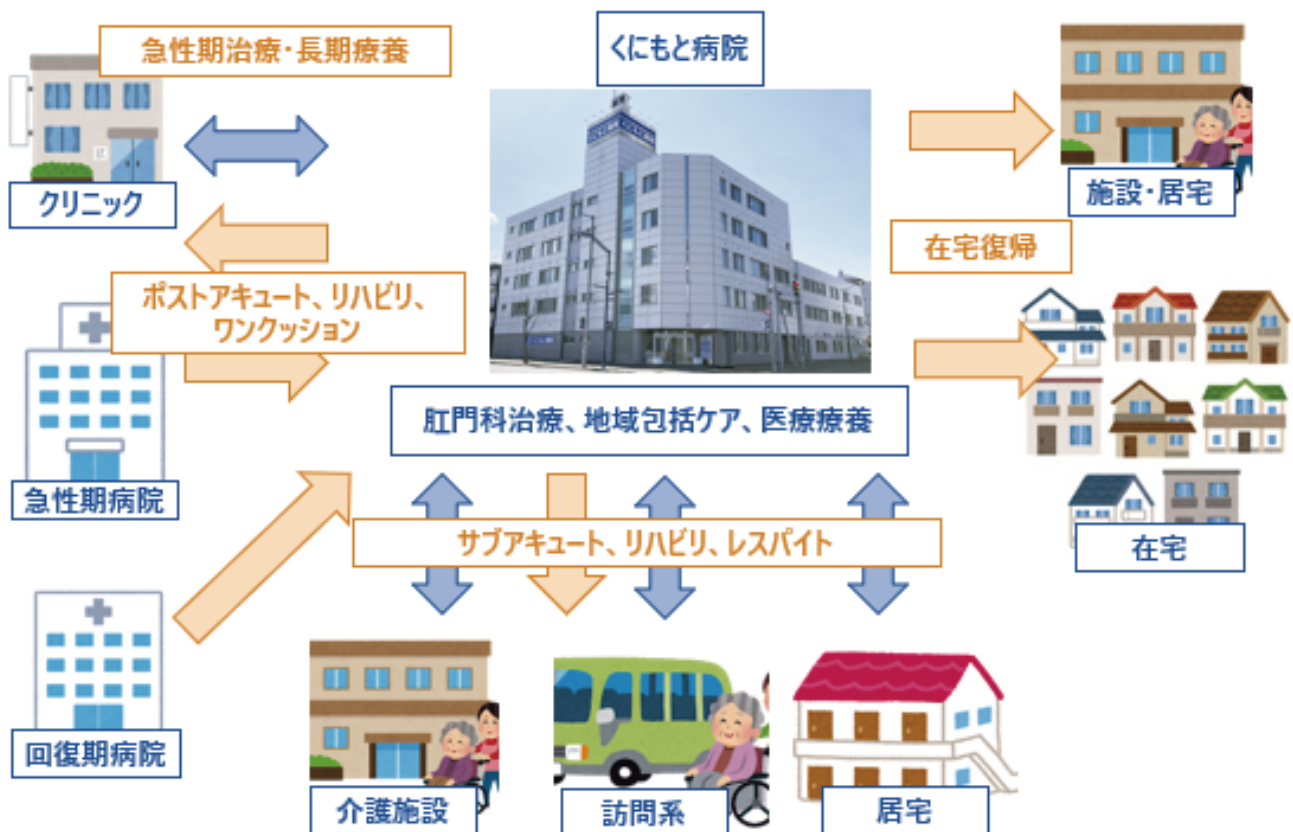 急性期治療・長期療養
くにもと病院
クリニック
施設・居宅
在宅復帰
ポストアキュート、リハビリ、
ワンクッション
肛門科治療、地域包括ケア、医療療養
急性期病院
サブアキュート、リハビリ、レスパイト
在宅
回復期病院
介護施設
訪問系
居宅